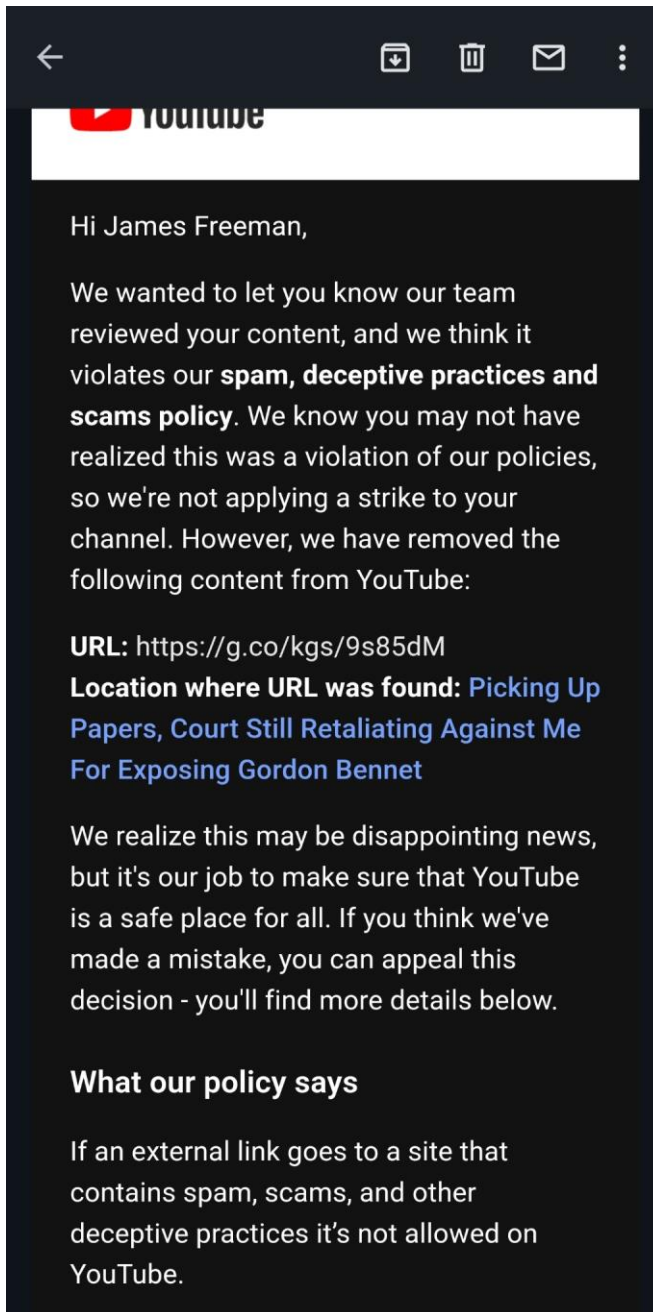 YouTube
Hi James Freeman,
We wanted to let you know our team
reviewed your content, and we think it
violates our spam, deceptive practices and
scams policy. We know you may not have
realized this was a violation of our policies,
so we're not applying a strike to your
channel. However, we have removed the
following content from YouTube:
URL: https://g.co/kgs/9s85dM
Location where URL was found: Picking Up
Papers, Court Still Retaliating Against Me
For Exposing Gordon Bennet
We realize this may be disappointing news,
but it's our job to make sure that YouTube
is a safe place for all. If you think we've
made a mistake, you can appeal this
decision - you'll find more details below.
What our policy says
If an external link goes to a site that
contains spam, scams, and other
deceptive practices it’s not allowed on
YouTube.